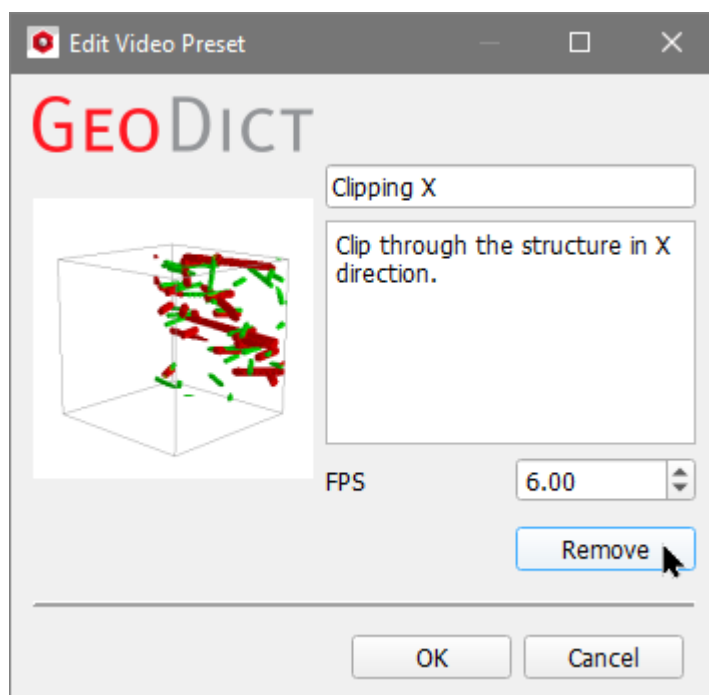 Edit Video Preset
GEODICT
Clipping X
Clip through the structure in X
direction.
FPS
6.00
Remove
OK
Cancel